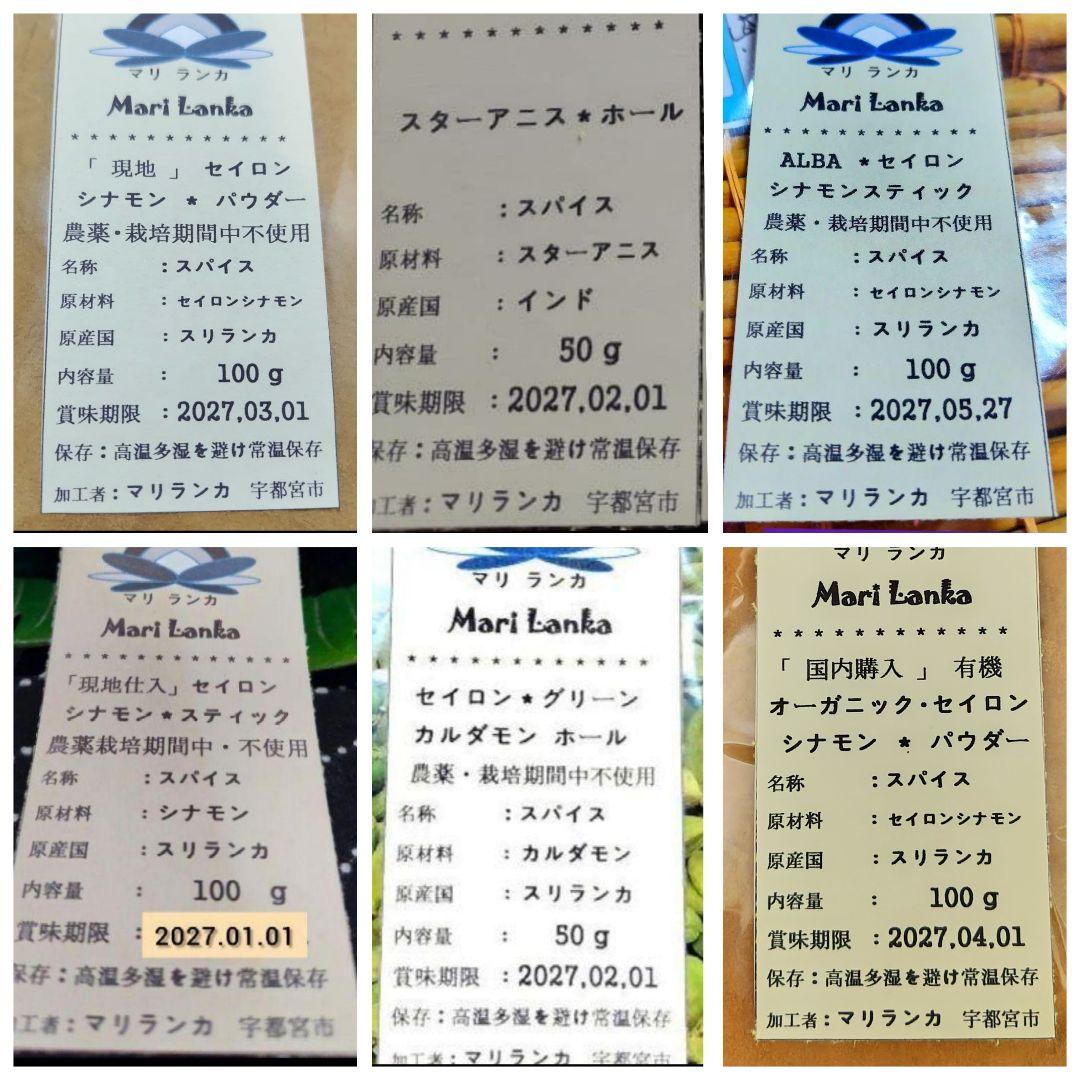 マリ ランカ
Mari Lanka
* * * * * * * * * * * *
「 現地 」 セイロン
シナモン * パウダー
農薬・栽培期間中不使用
名称 :スパイス
原材料 :セイロンシナモン
原産国 :スリランカ
内容量 : 100 g
賞味期限 :2027.03.01
保存:高温多湿を避け常温保存
加工者:マリランカ 宇都宮市
* * * * * * * * * * * *
スターアニス * ホール
名称 :スパイス
原材料 :スターアニス
原産国 :インド
内容量 : 50 g
賞味期限 :2027.02.01
保存:高温多湿を避け常温保存
加工者:マリランカ 宇都宮市
マリ ランカ
Mari Lanka
* * * * * * * * * * * *
ALBA *セイロン
シナモンスティック
農薬・栽培期間中不使用
名称 :スパイス
原材料 :セイロンシナモン
原産国 :スリランカ
内容量 : 100 g
賞味期限 :2027.05.27
保存:高温多湿を避け常温保存
加工者:マリランカ 宇都宮市
マリ ランカ
Mari Lanka
* * * * * * * * * * * * *
「現地仕入」セイロン
シナモン*スティック
農薬栽培期間中・不使用
名称 :スパイス
原材料 :シナモン
原産国 :スリランカ
内容量 : 100 g
賞味期限 :2027.01.01
保存:高温多湿を避け常温保存
工者:マリランカ 宇都宮市
マリ ランカ
Mari Lanka
* * * * * * * * * * * * *
セイロン*グリーン
カルダモン ホール
農薬・栽培期間中不使用
名称 :スパイス
原材料 :カルダモン
原産国 :スリランカ
内容量 : 50 g
賞味期限 :2027.02.01
保存:高温多湿を避け常温保存
加工者:マリランカ 宇都宮市
マリ ランカ
Mari Lanka
* * * * * * * * * * * *
「 国内購入 」 有機
オーガニック・セイロン
シナモン * パウダー
名称 :スパイス
原材料 :セイロンシナモン
原産国 :スリランカ
内容量 : 100 g
賞味期限 :2027.04.01
保存:高温多湿を避け常温保存
加工者:マリランカ 宇都宮市